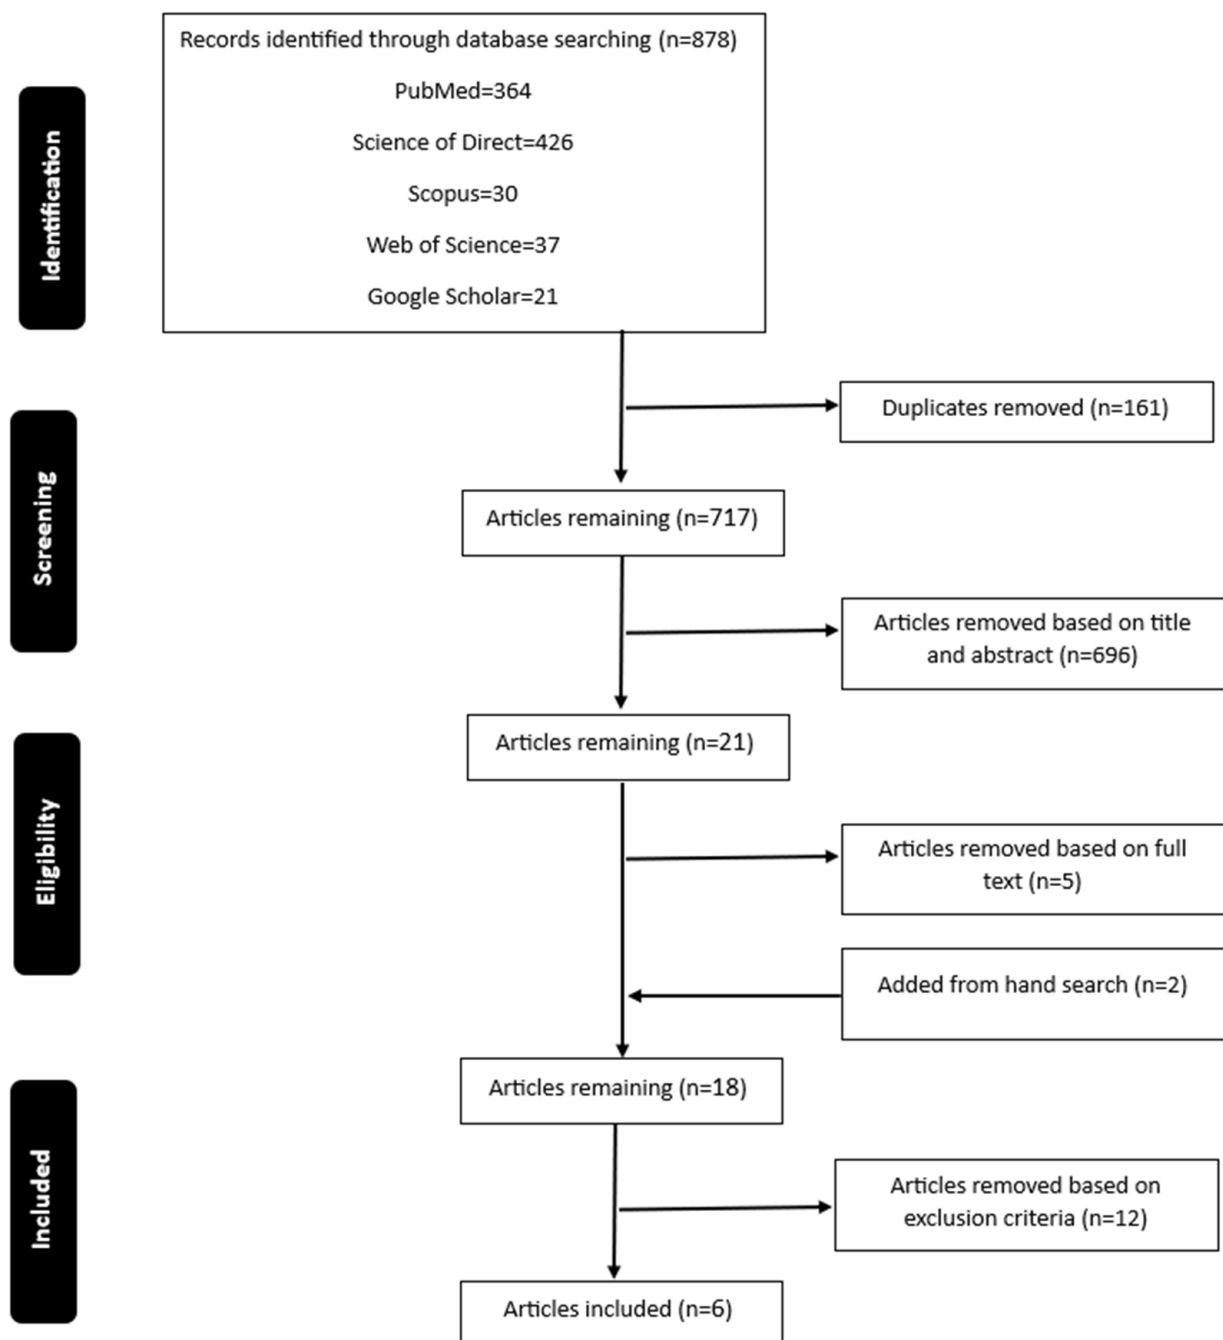 Identification
Records identified through database searching (n=878)
PubMed=364
Science of Direct=426
Scopus=30
Web of Science=37
Google Scholar=21
Screening
Duplicates removed (n=161)
Articles remaining (n=717)
Articles removed based on title
and abstract (n=696)
Eligibility
Articles remaining (n=21)
Articles removed based on full
text (n=5)
Added from hand search (n=2)
Included
Articles remaining (n=18)
Articles removed based on
exclusion criteria (n=12)
Articles included (n=6)